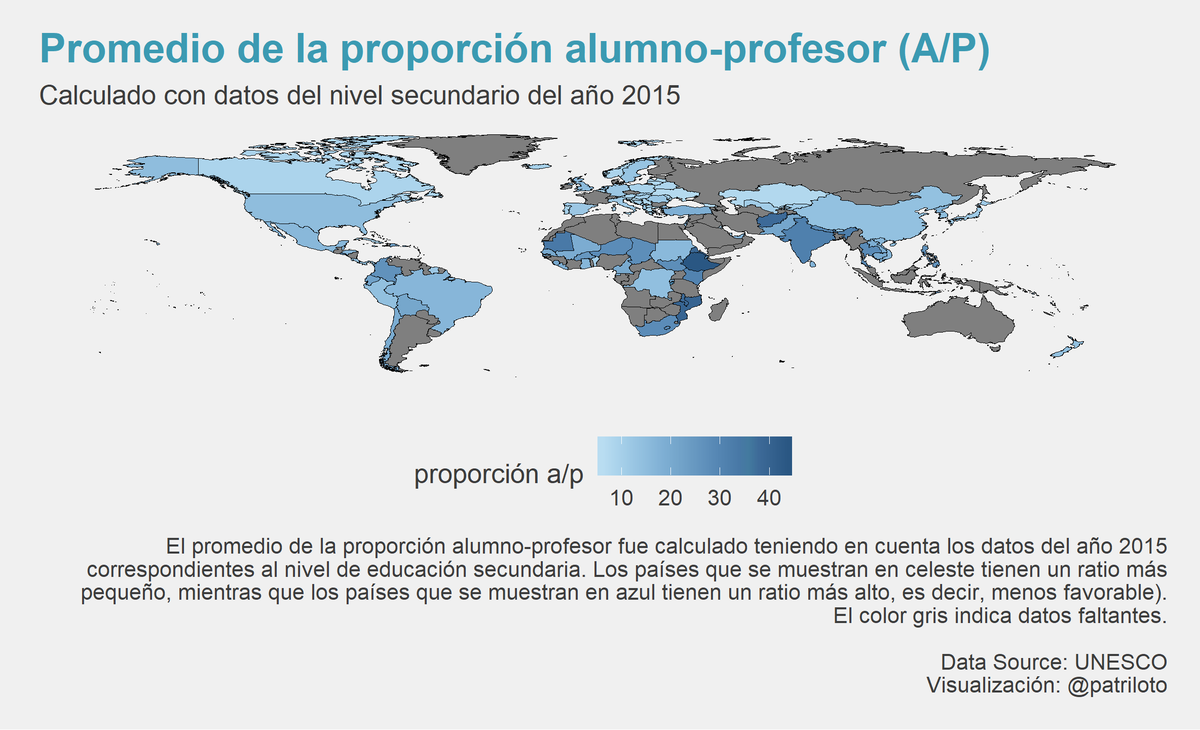 Promedio de la proporción alumno-profesor (A/P)
Calculado con datos del nivel secundario del año 2015
proporción a/p
10 20 30 40
El promedio de la proporción alumno-profesor fue calculado teniendo en cuenta los datos del año 2015
correspondientes al nivel de educación secundaria. Los países que se muestran en celeste tienen un ratio más
pequeño, mientras que los países que se muestran en azul tienen un ratio más alto, es decir, menos favorable).
El color gris indica datos faltantes.
Data Source: UNESCO
Visualización: @patriloto